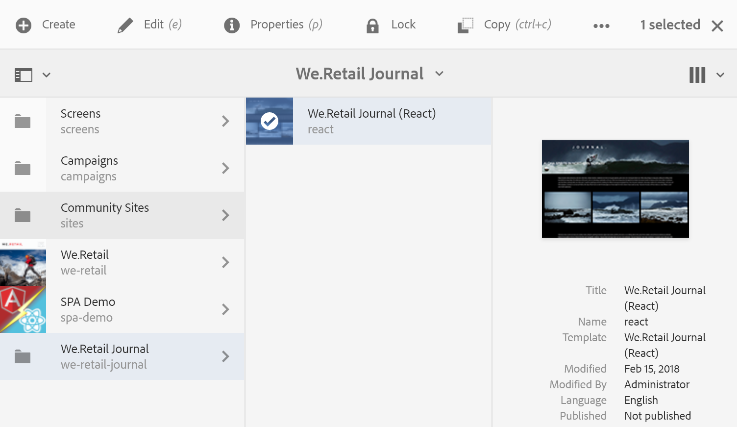 Create
Edit (e)
Properties (p)
Lock
Copy (ctrl+c)
1 selected
We.Retail Journal
Screens
screens
Campaigns
campaigns
Community Sites
sites
WE.RETAIL
We.Retail
we-retail
SPA Demo
spa-demo
We.Retail Journal
we-retail-journal
We.Retail Journal (React)
react
JOURNAL
Title We.Retail Journal
(React)
Name react
Template We.Retail Journal
(React)
Modified Feb 15, 2018
Modified By Administrator
Language English
Published Not published